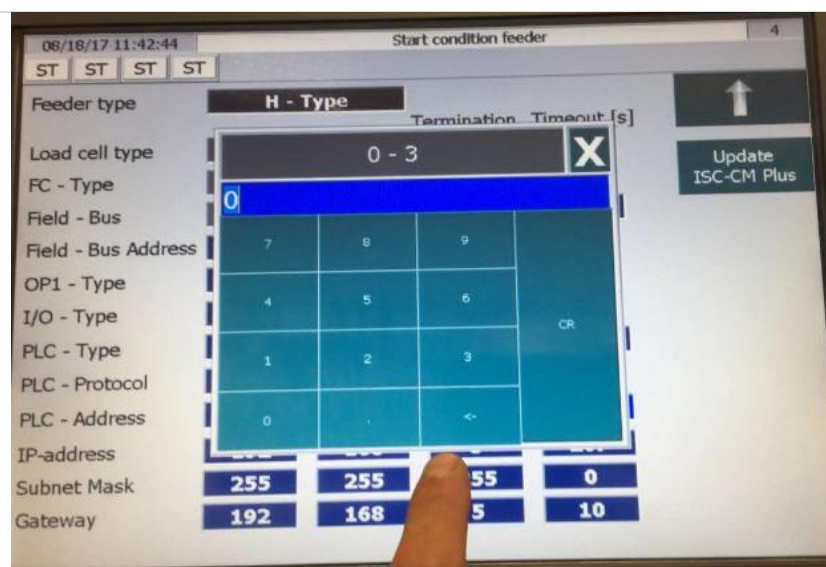 08/18/17 11:42:44 Start condition feeder 4
ST ST ST ST
Feeder type H - Type
Termination Timeout [s]
Load cell type
FC - Type
Field - Bus
Field - Bus Address
OP1 - Type
I/O - Type
PLC - Type
PLC - Protocol
PLC - Address
IP-address
Subnet Mask 255 255 255 0
Gateway 192 168 5 10
Update
ISC-CM Plus
0 - 3 X
0
7 8 9
4 5 6
CR
1 2 3
0 , <-